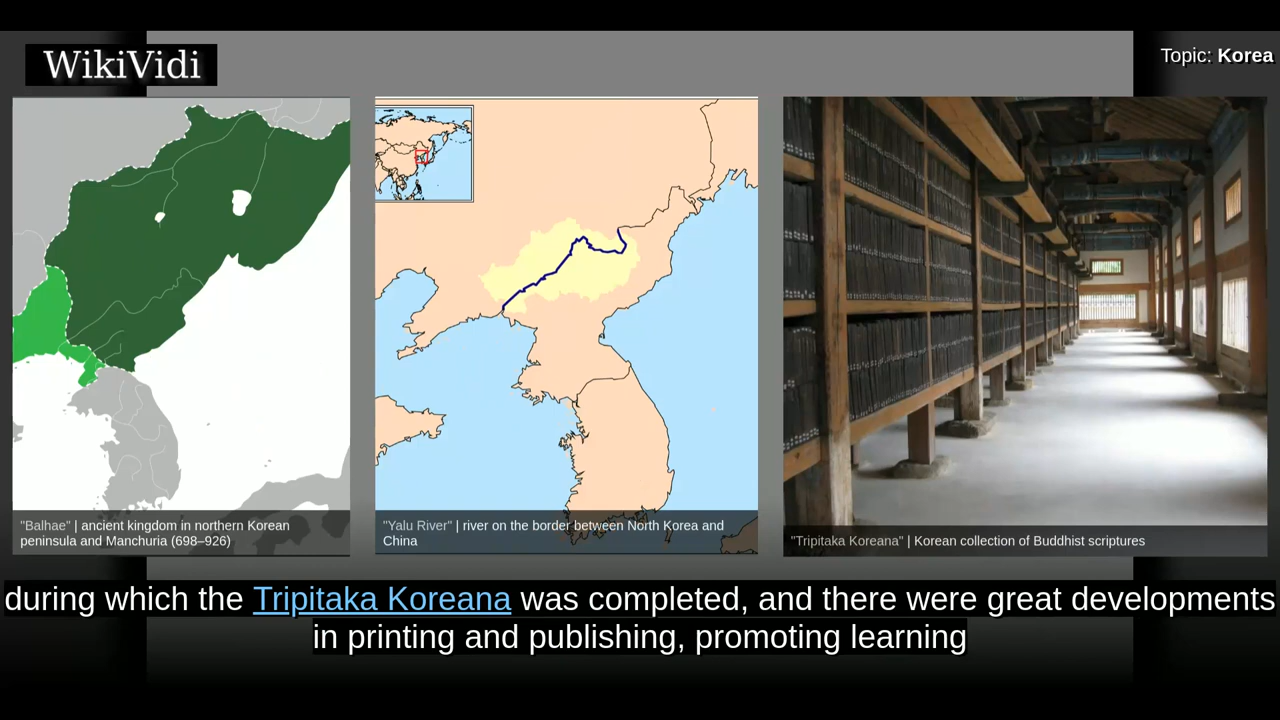 WikiVidi
Topic: Korea
"Balhae" | ancient kingdom in northern Korean
peninsula and Manchuria (698–926)
"Yalu River" | river on the border between North Korea and
China
"Tripitaka Koreana" | Korean collection of Buddhist scriptures
during which the Tripitaka Koreana was completed, and there were great developments
in printing and publishing, promoting learning